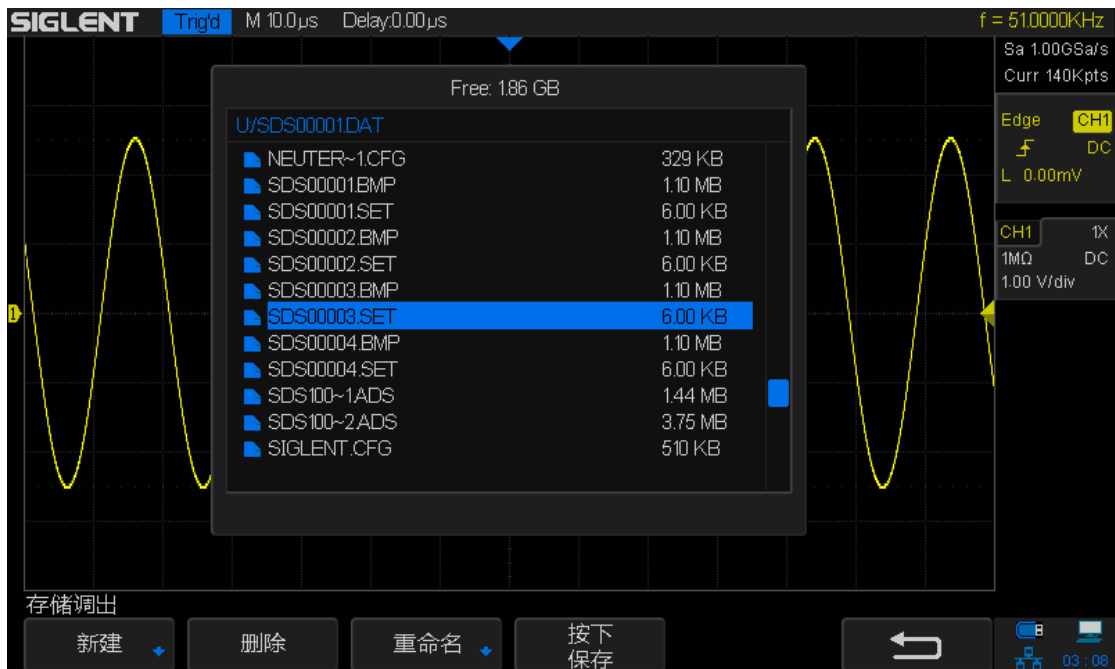 SIGLENT Trig'd M 10.0µs Delay:0.00µs f = 51.0000KHz
Sa 1.00GSa/s
Curr 140Kpts
Edge CH1
DC
L 0.00mV
CH1 1X
1MΩ DC
1.00 V/div
Free: 1.86 GB
U/SDS00001.DAT
NEUTER~1.CFG 329 KB
SDS00001.BMP 1.10 MB
SDS00001.SET 6.00 KB
SDS00002.BMP 1.10 MB
SDS00002.SET 6.00 KB
SDS00003.BMP 1.10 MB
SDS00003.SET 6.00 KB
SDS00004.BMP 1.10 MB
SDS00004.SET 6.00 KB
SDS100~1.ADS 1.44 MB
SDS100~2.ADS 3.75 MB
SIGLENT.CFG 510 KB
1
存储调出
新建 删除 重命名 按下
保存
03:08